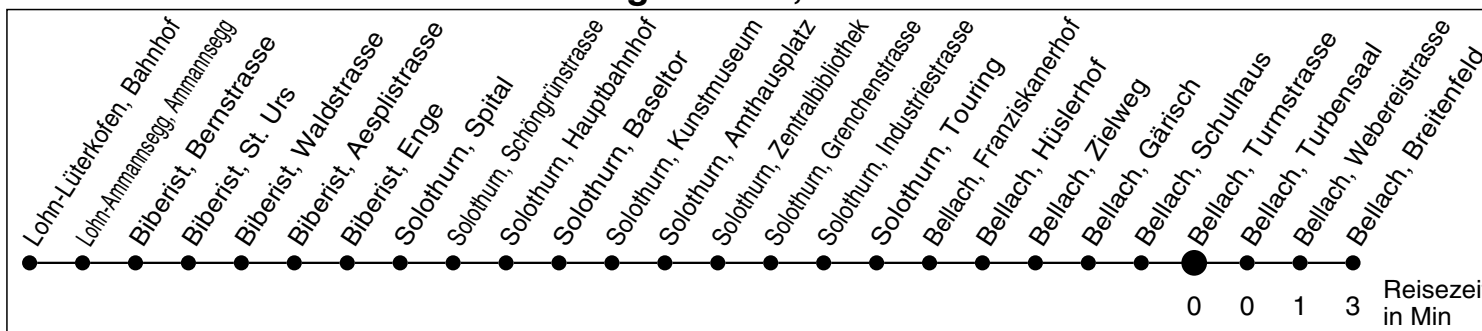 Lohn-Lüterkofen, Bahnhof
Lohn-Ammannsegg, Ammannsegg
Biberist, Bernstrasse
Biberist, St. Urs
Biberist, Waldstrasse
Biberist, Aesplistrasse
Biberist, Enge
Solothurn, Spital
Solothurn, Schöngrünstrasse
Solothurn, Hauptbahnhof
Solothurn, Baseltor
Solothurn, Kunstmuseum
Solothurn, Amthausplatz
Solothurn, Zentralbibliothek
Solothurn, Grenchenstrasse
Solothurn, Industriestrasse
Solothurn, Touring
Bellach, Franziskanerhof
Bellach, Hüslerhof
Bellach, Zielweg
Bellach, Gärisch
Bellach, Schulhaus
Bellach, Turmstrasse
Bellach, Turbensaal
Bellach, Webereistrasse
Bellach, Breitenfeld
0 0 1 3 Reisezei
in Min